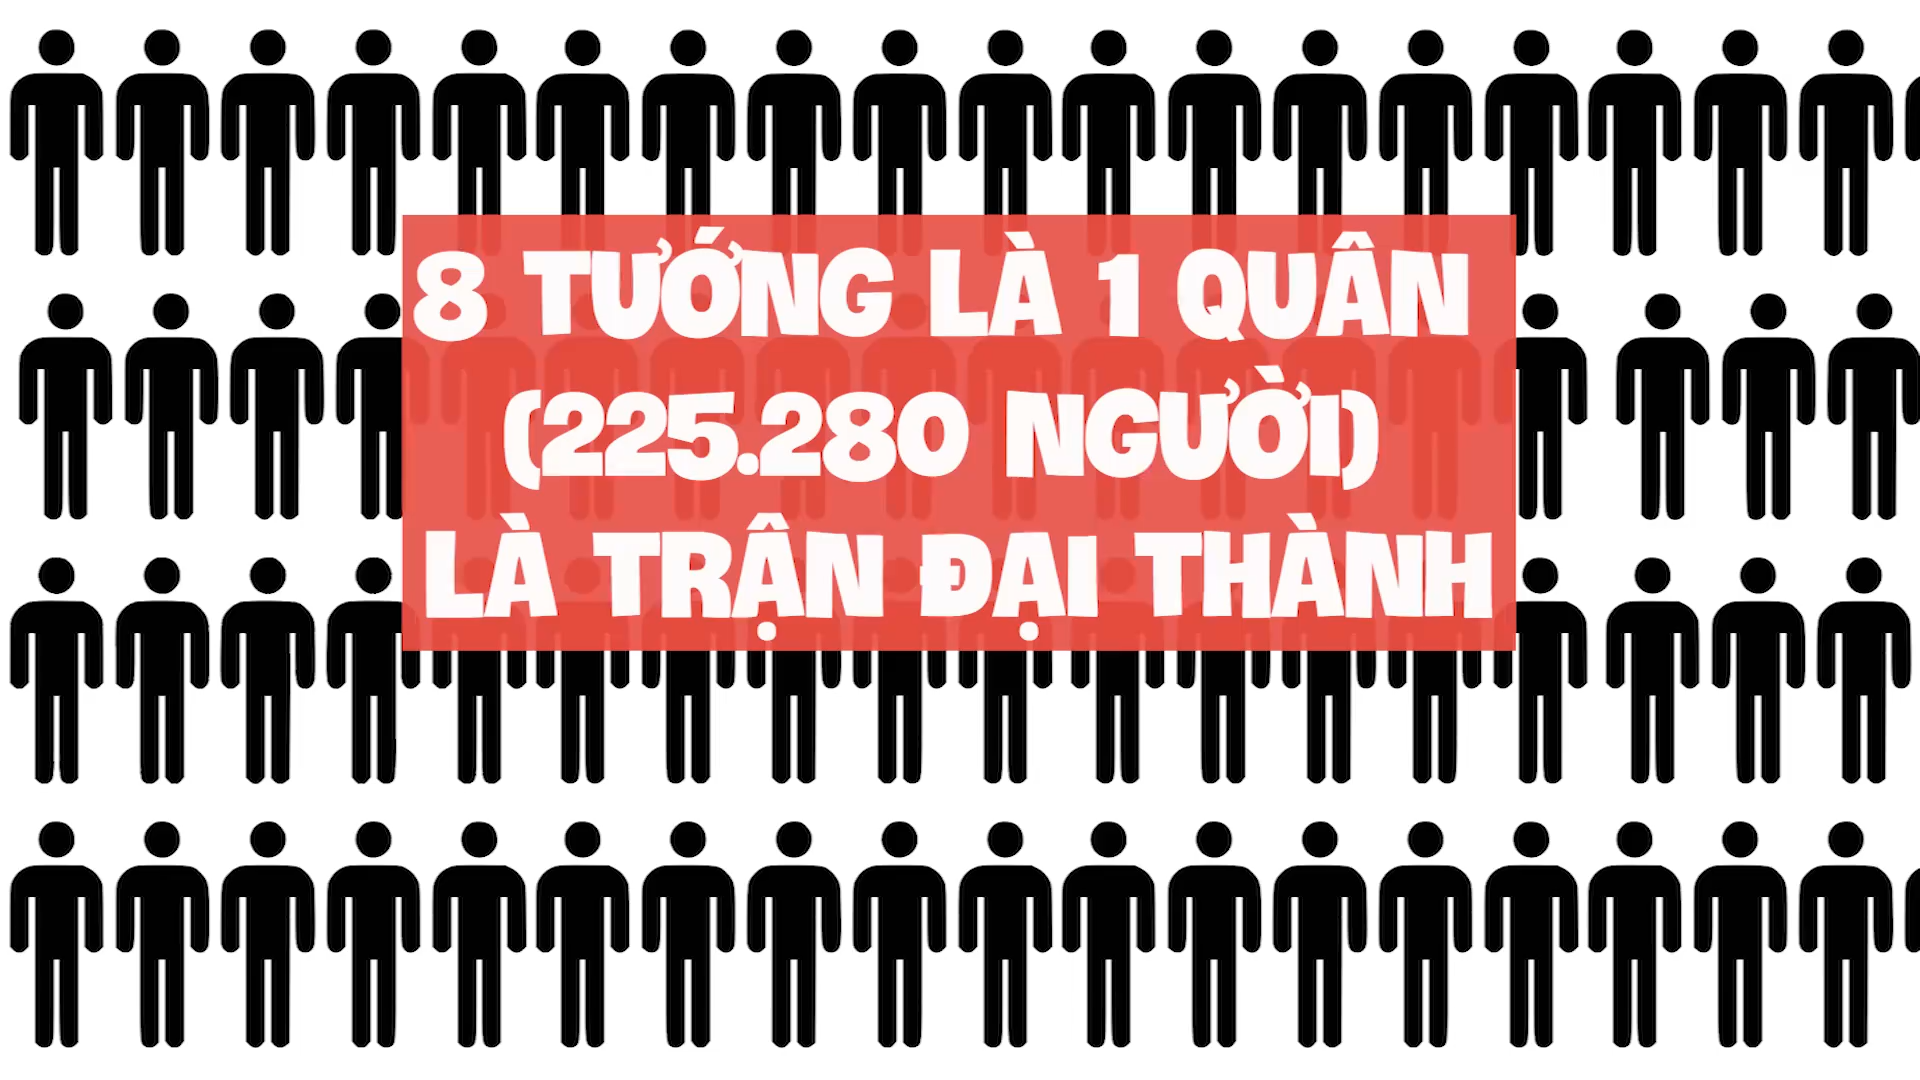 8 TƯỚNG LÀ 1 QUÂN
(225.280 NGƯỜI)
LÀ TRẬN ĐẠI THÀNH